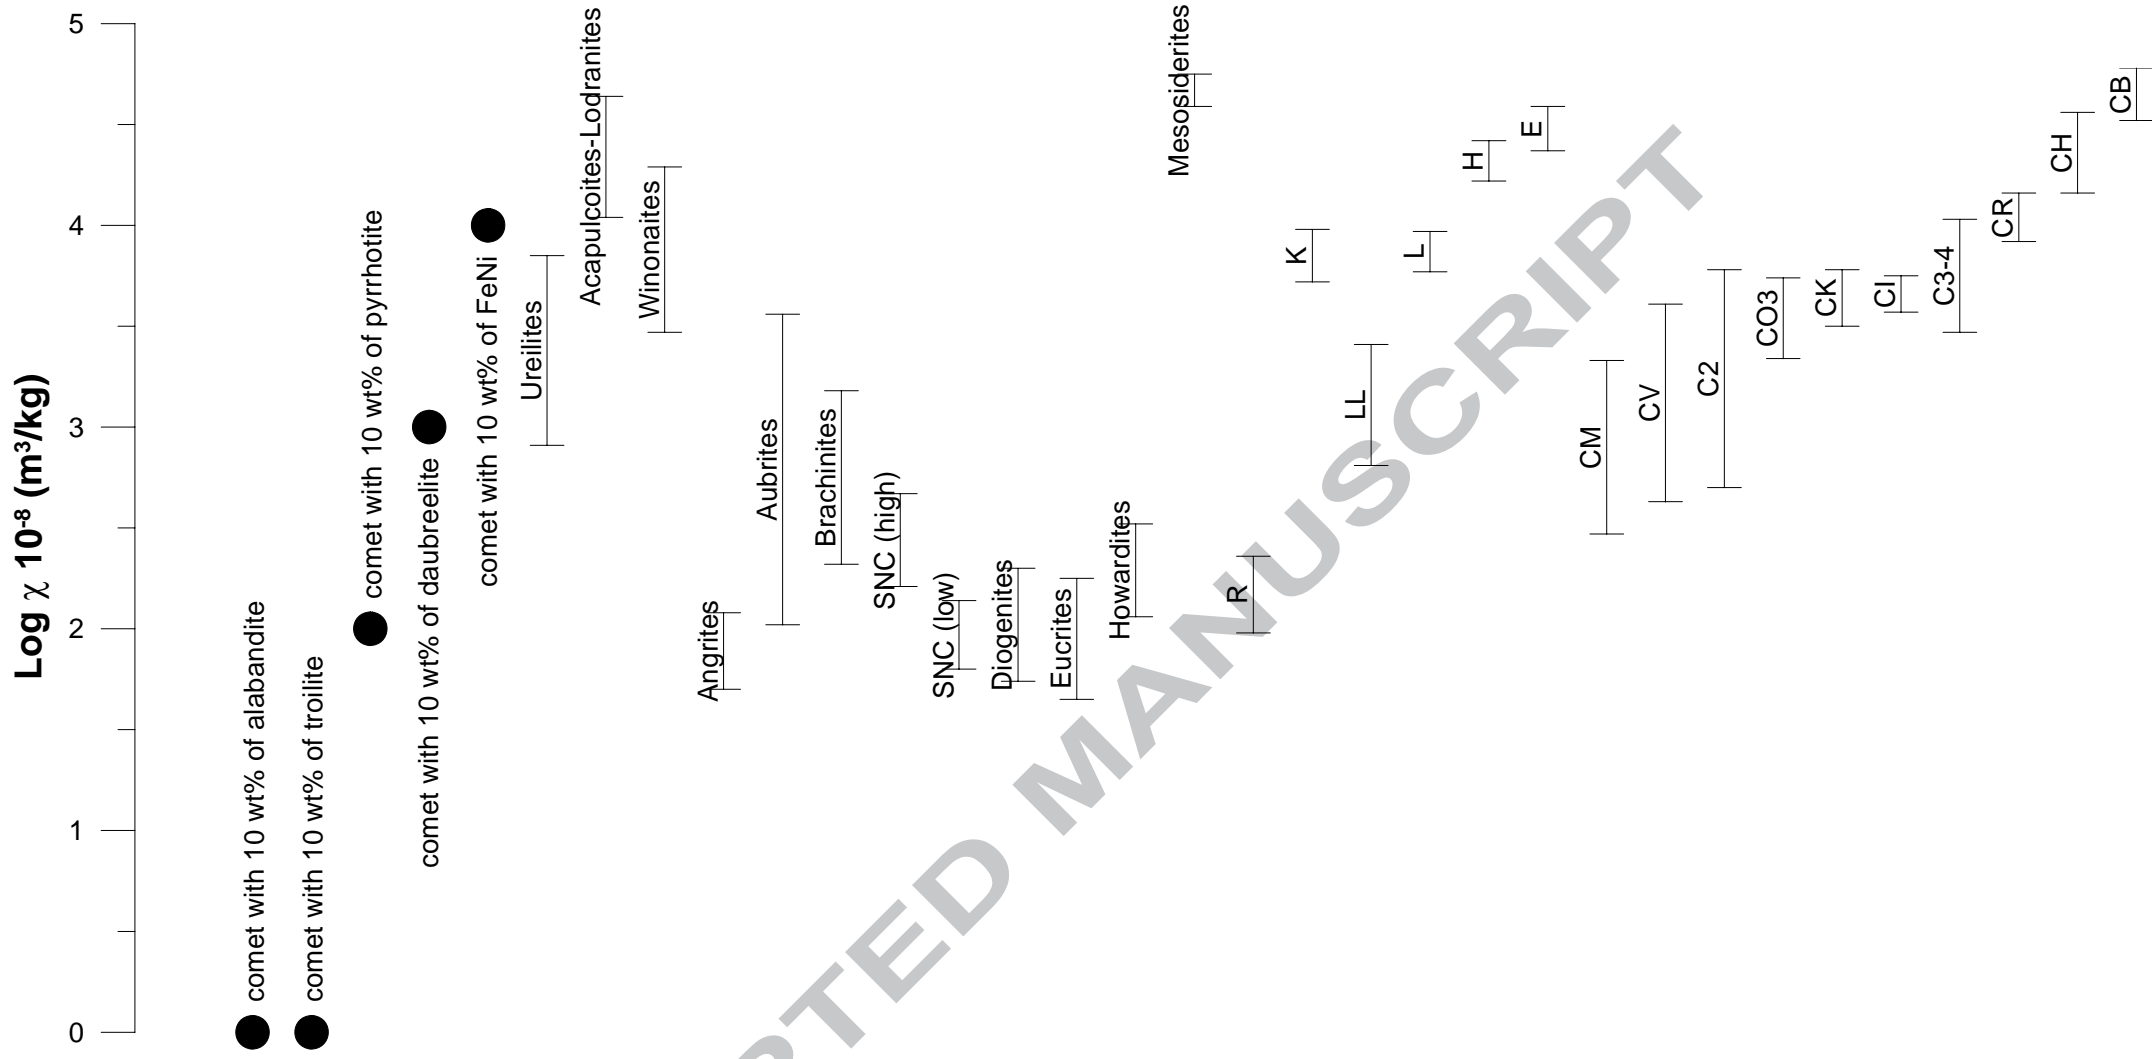 Log χ 10⁻⁸ (m³/kg)
5
4
3
2
1
0
comet with 10 wt% of alabandite
comet with 10 wt% of troilite
comet with 10 wt% of pyrrhotite
comet with 10 wt% of daubreelite
comet with 10 wt% of FeNi
Ureilites
Acapulcoites-Lodranites
Winonaites
Angrites
Aubrites
Brachinites
SNC (high)
SNC (low)
Diogenites
Eucrites
Howardites
Mesosiderites
R
K
LL
L
H
E
CM
CV
C2
CO3
CK
CI
C3-4
CR
CH
CB
PTED MANUSCRIPT